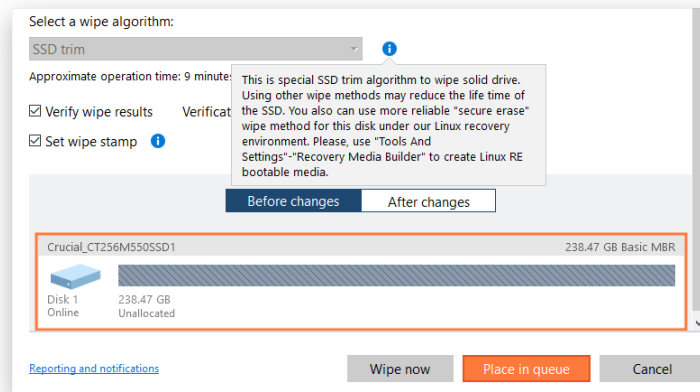 Select a wipe algorithm:
SSD trim
Approximate operation time: 9 minutes
This is special SSD trim algorithm to wipe solid drive.
Using other wipe methods may reduce the life time of
the SSD. You also can use more reliable "secure erase"
wipe method for this disk under our Linux recovery
environment. Please, use "Tools And
Settings"-"Recovery Media Builder" to create Linux RE
bootable media.
Verify wipe results
Set wipe stamp
Before changes After changes
Crucial_CT256M550SSD1 238.47 GB Basic MBR
Disk 1 238.47 GB
Online Unallocated
Reporting and notifications Wipe now Place in queue Cancel